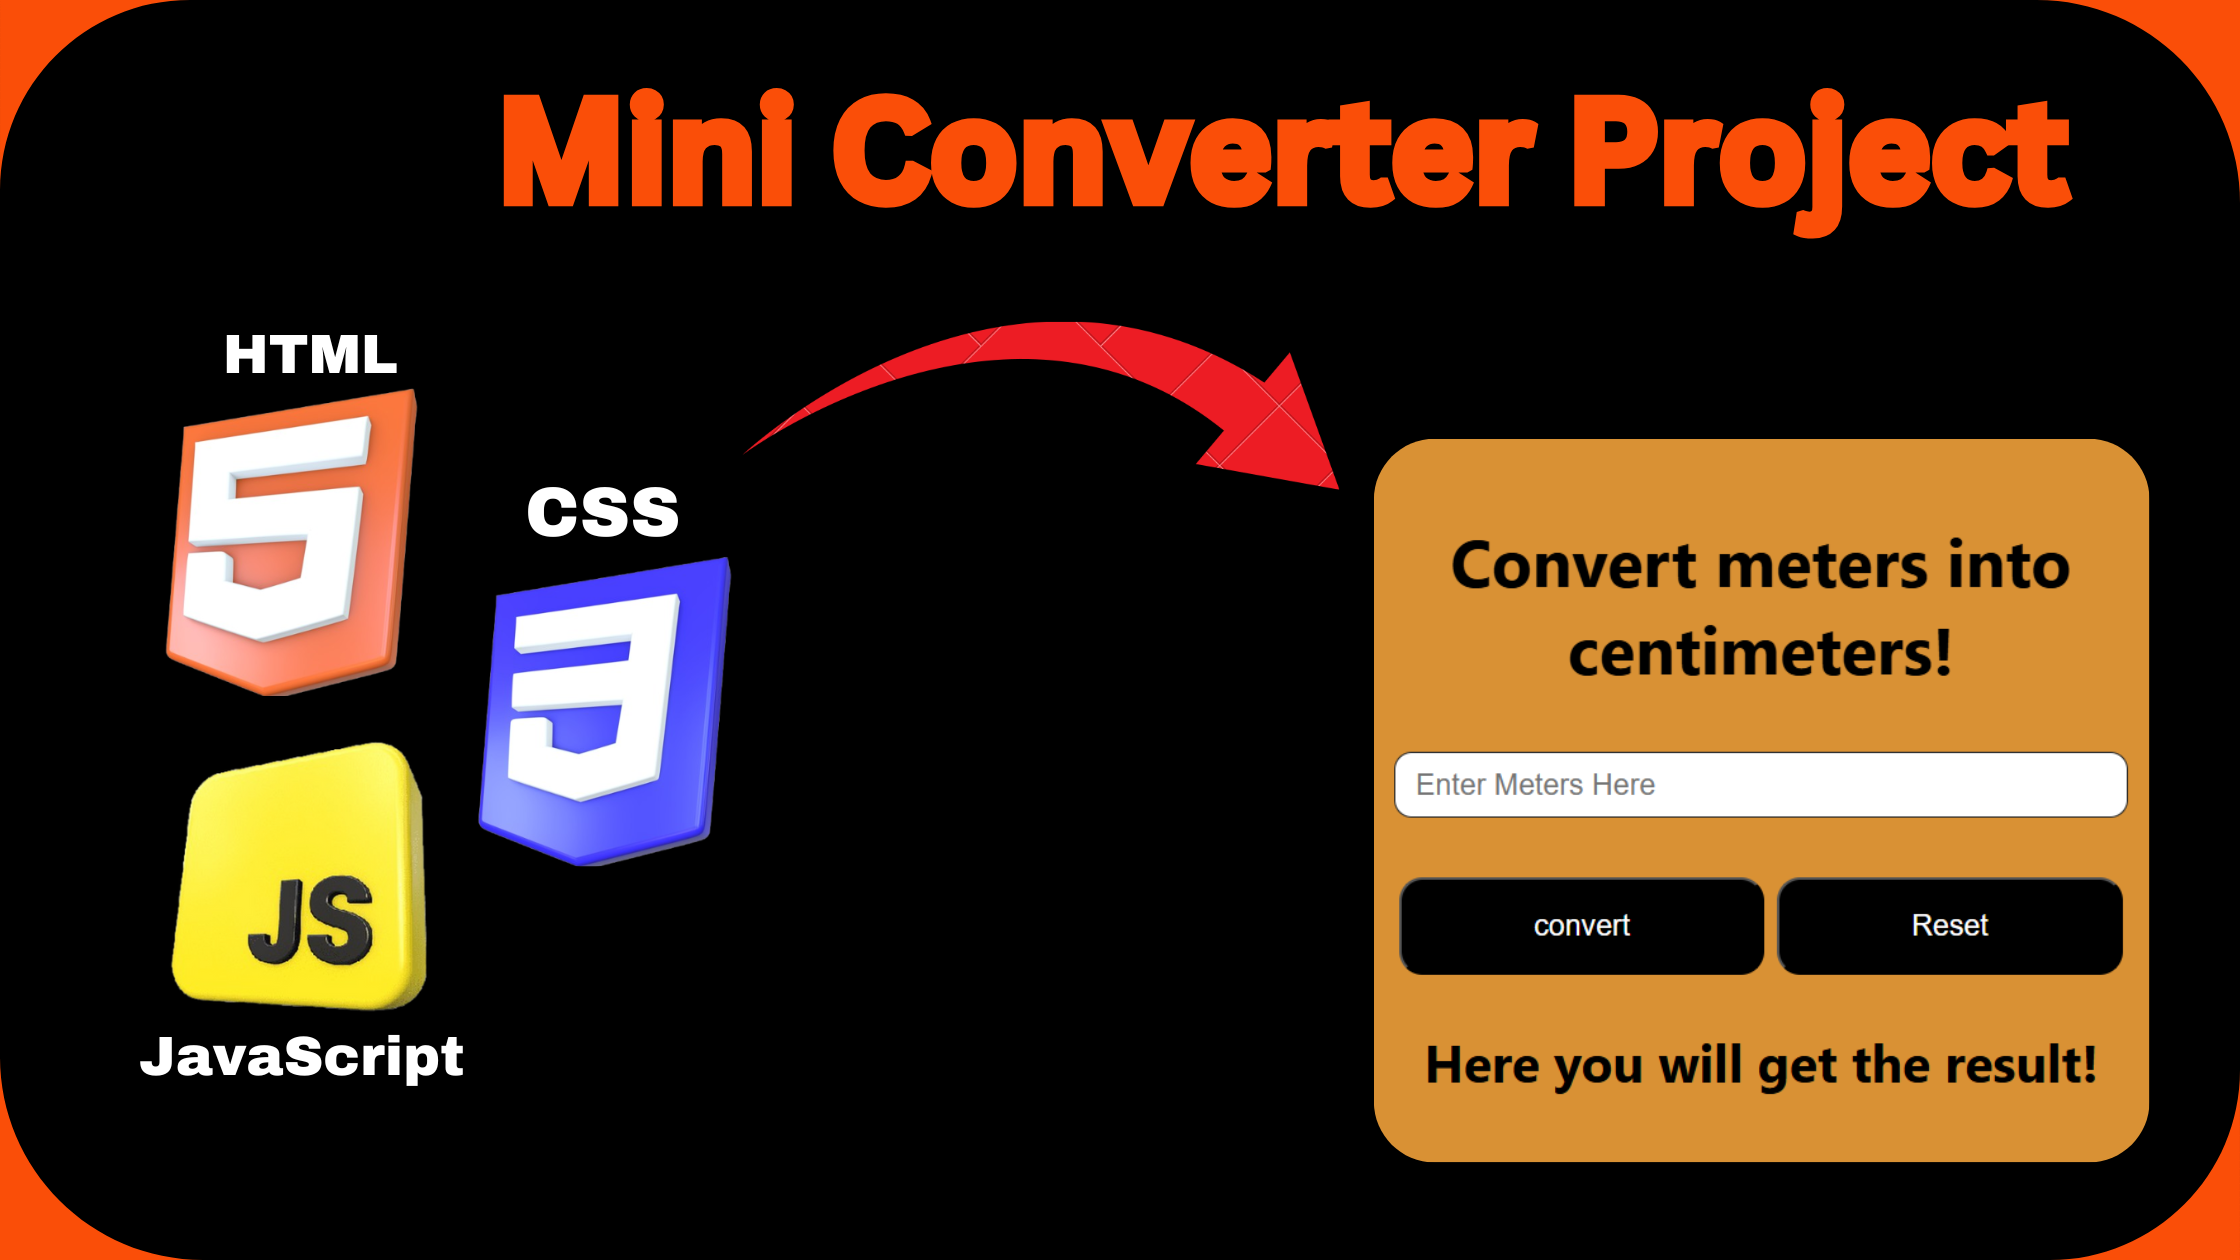 Mini Converter Project
HTML
5
CSS
3
JS
JavaScript
Convert meters into
centimeters!
Enter Meters Here
convert
Reset
Here you will get the result!